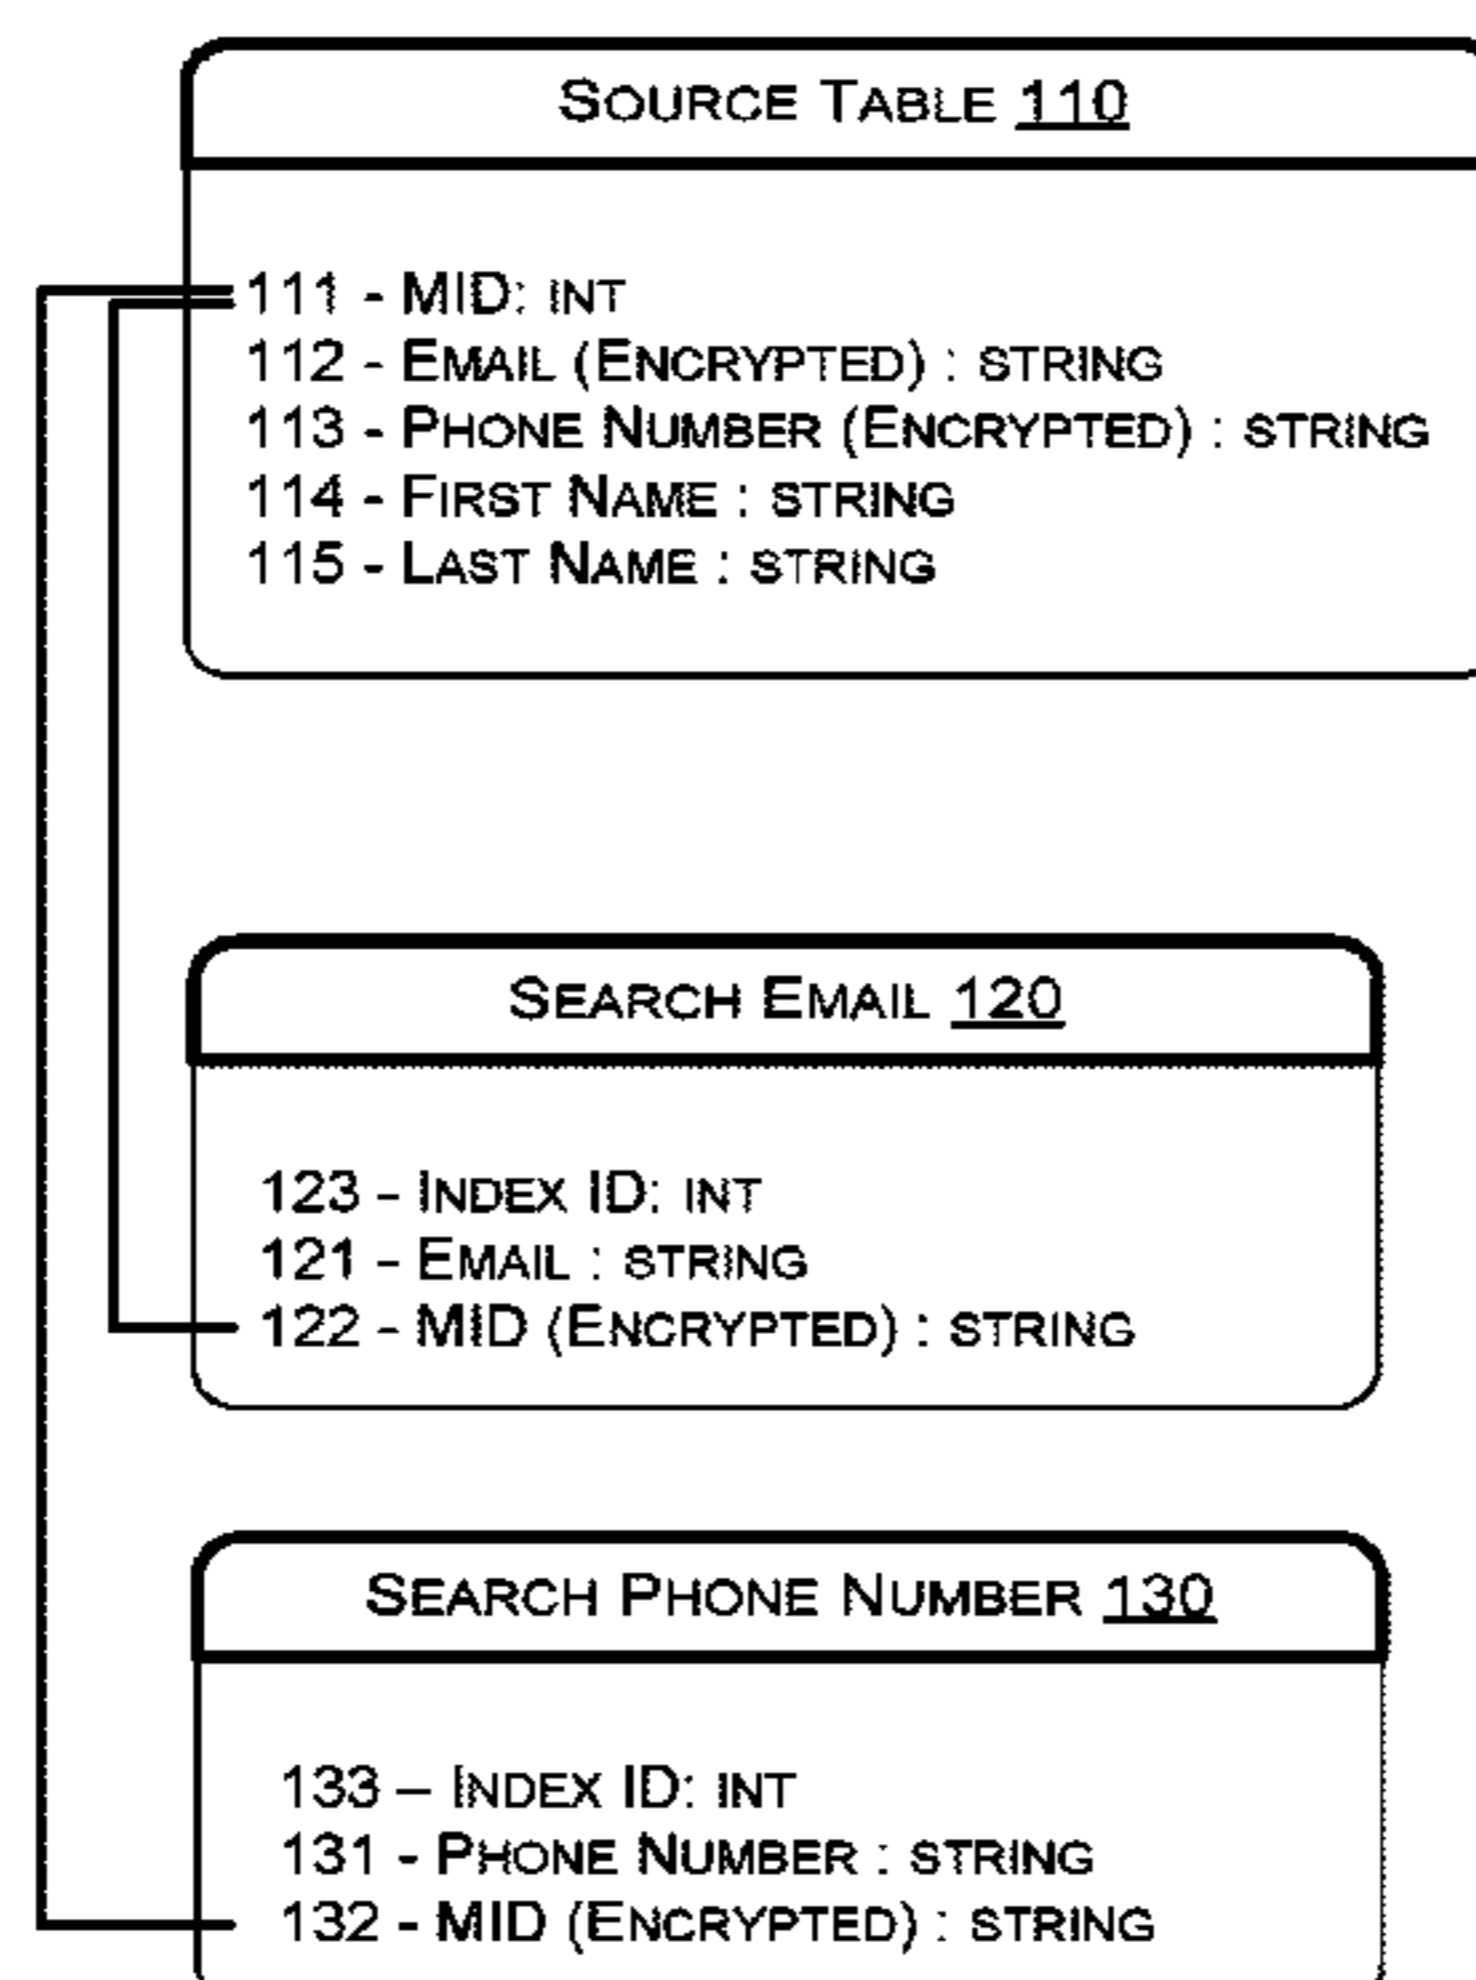 SOURCE TABLE 110
111 - MID: INT
112 - EMAIL (ENCRYPTED) : STRING
113 - PHONE NUMBER (ENCRYPTED) : STRING
114 - FIRST NAME : STRING
115 - LAST NAME : STRING
SEARCH EMAIL 120
123 - INDEX ID: INT
121 - EMAIL : STRING
122 - MID (ENCRYPTED) : STRING
SEARCH PHONE NUMBER 130
133 – INDEX ID: INT
131 - PHONE NUMBER : STRING
132 - MID (ENCRYPTED) : STRING